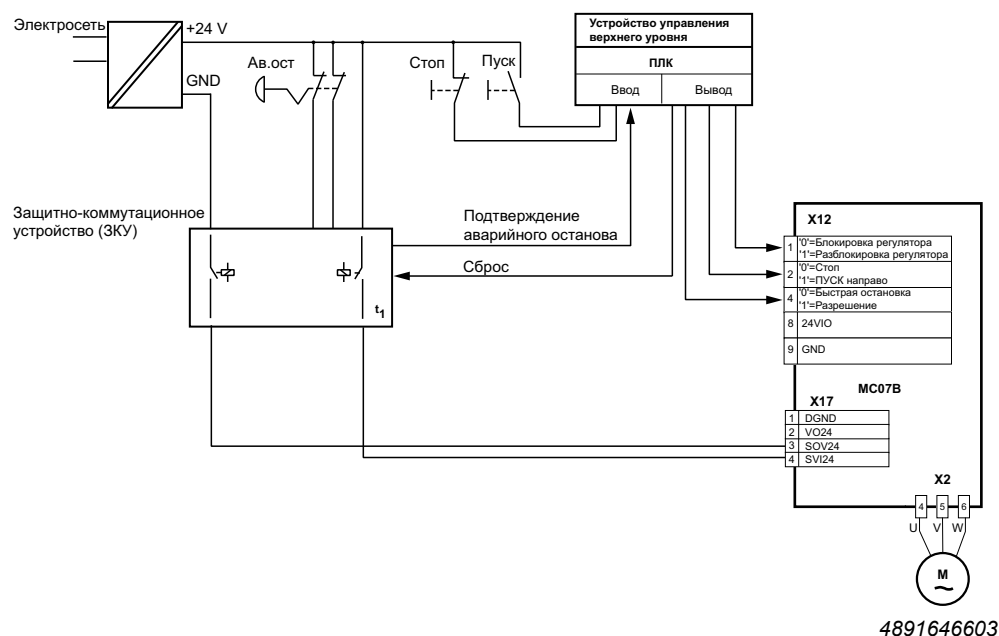 Электросеть
+24 V
GND
Ав.ост
Стоп
Пуск
Устройство управления
верхнего уровня
ПЛК
Ввод
Вывод
Защитно-коммутационное
устройство (ЗКУ)
t1
Подтверждение
аварийного останова
Сброс
X12
1
'0'=Блокировка регулятора
'1'=Разблокировка регулятора
2
'0'=Стоп
'1'=ПУСК направо
4
'0'=Быстрая остановка
'1'=Разрешение
8 24VIO
9 GND
MC07B
X17
1 DGND
2 VO24
3 SOV24
4 SVI24
X2
4 5 6
U V W
M
4891646603